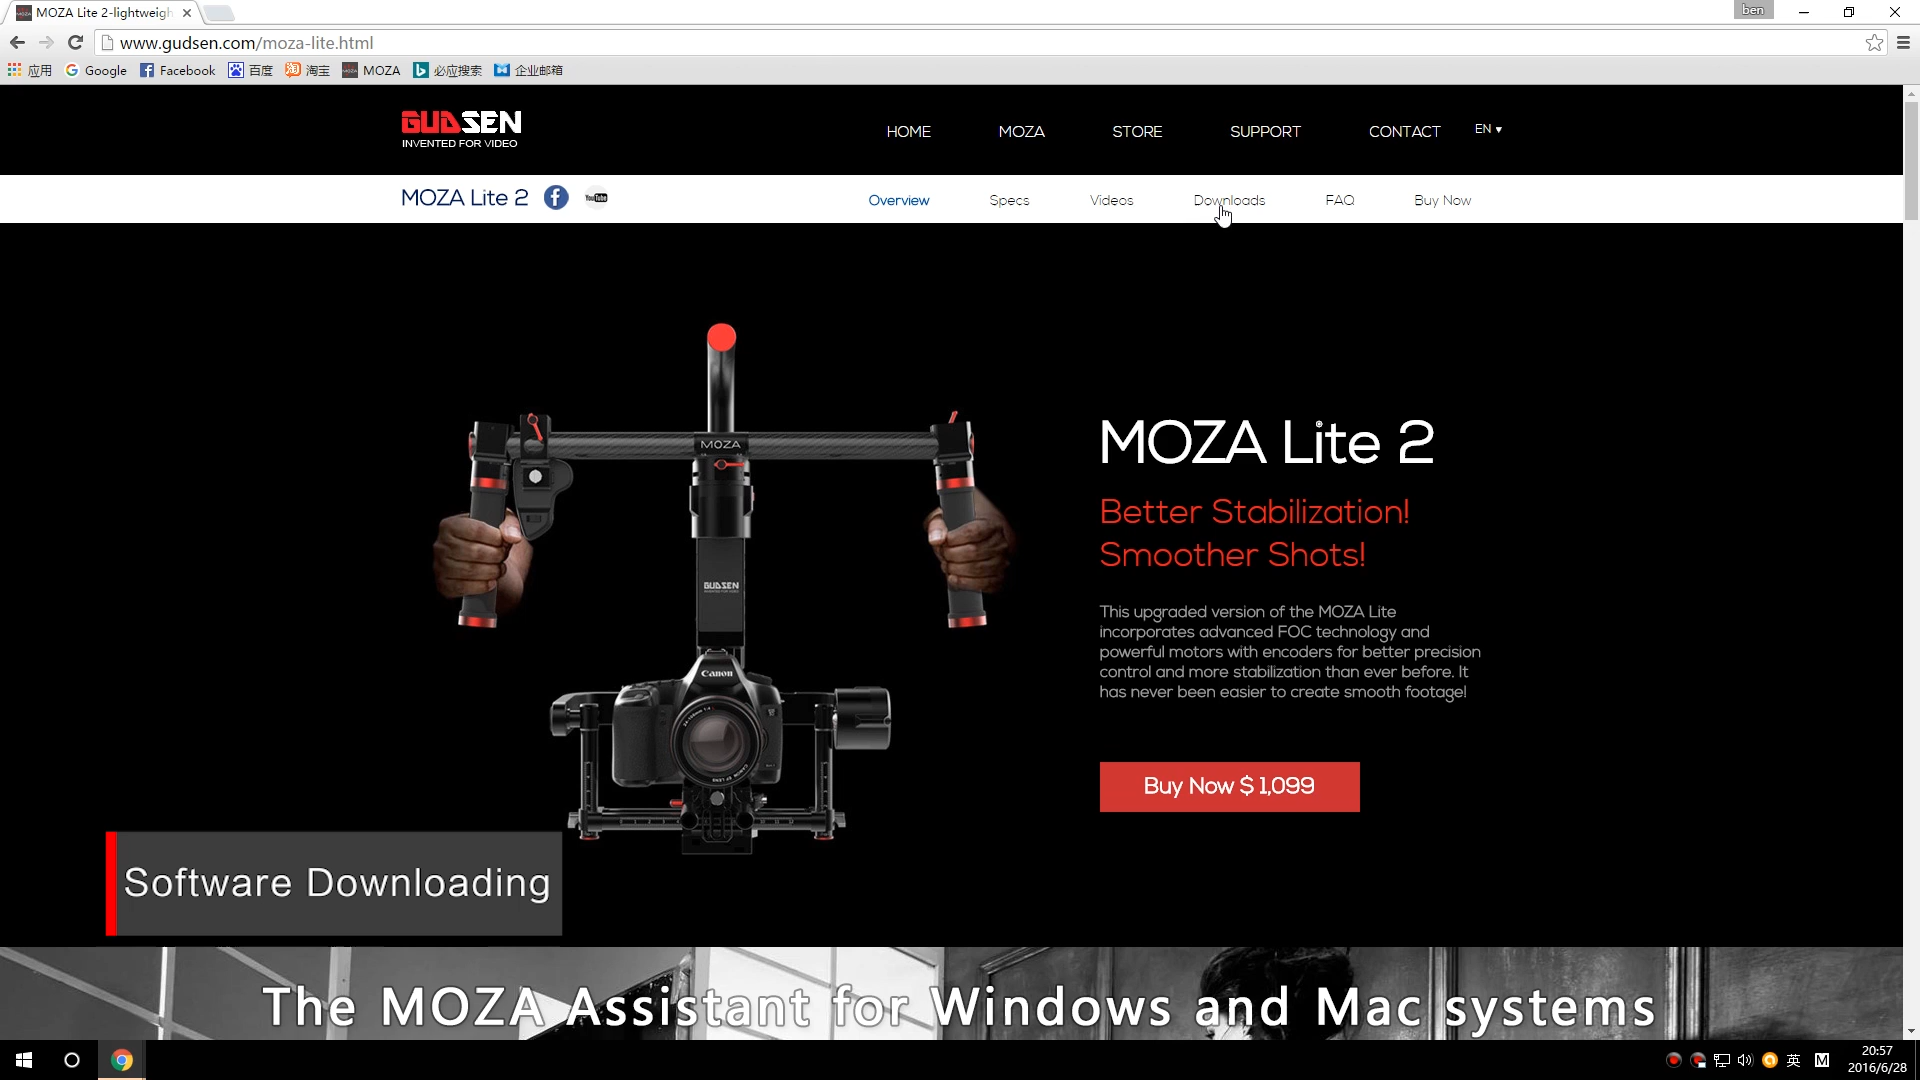 MOZA Lite 2-lightweigh
ben
www.gudsen.com/moza-lite.html
应用 Google Facebook 百度 淘宝 MOZA 必应搜索 企业邮箱
GUDSEN
INVENTED FOR VIDEO
HOME MOZA STORE SUPPORT CONTACT EN ▾
MOZA Lite 2 YouTube Overview Specs Videos Downloads FAQ Buy Now
MOZA
GUDSEN
Canon
MOZA Lite 2
Better Stabilization!
Smoother Shots!
This upgraded version of the MOZA Lite
incorporates advanced FOC technology and
powerful motors with encoders for better precision
control and more stabilization than ever before. It
has never been easier to create smooth footage!
Buy Now $ 1,099
Software Downloading
The MOZA Assistant for Windows and Mac systems
英 M
20:57
2016/6/28